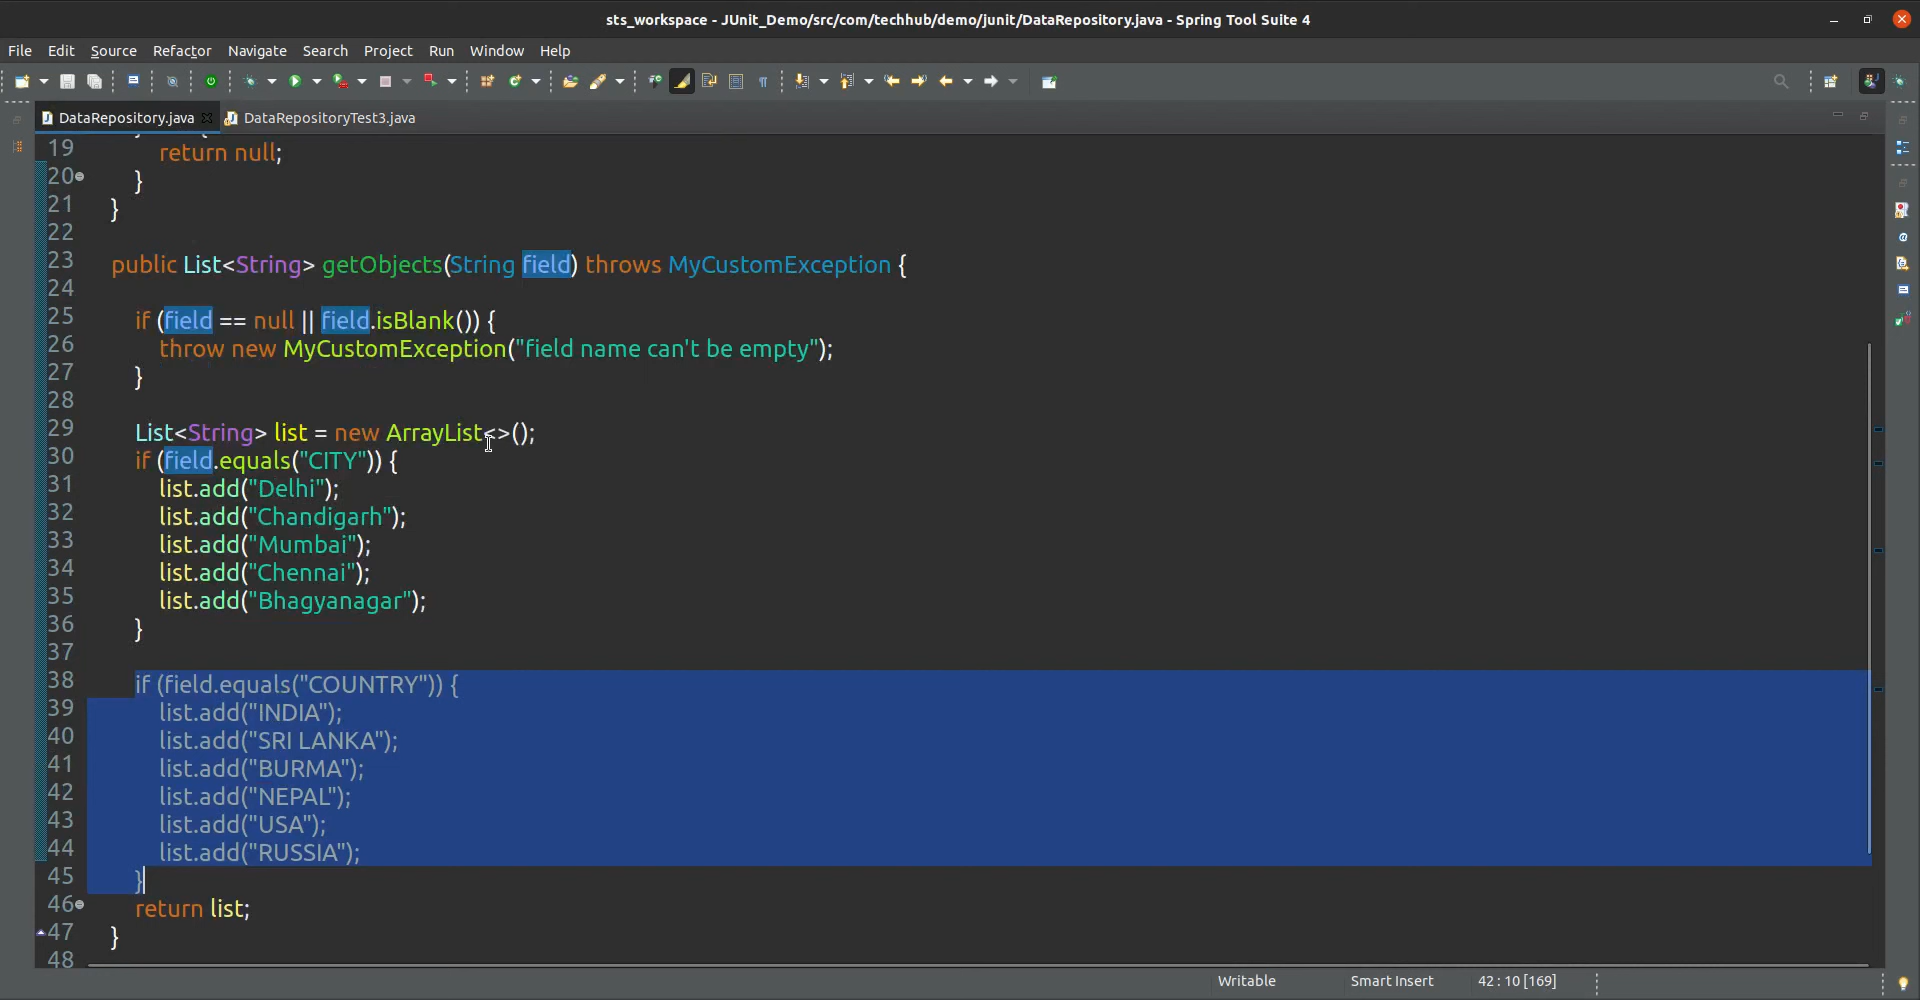 sts_workspace - JUnit_Demo/src/com/techhub/demo/junit/DataRepository.java - Spring Tool Suite 4
File Edit Source Refactor Navigate Search Project Run Window Help
DataRepository.java DataRepositoryTest3.java
19 return null;
20 }
21 }
22
23 public List<String> getObjects(String field) throws MyCustomException {
24
25 if (field == null || field.isBlank()) {
26 throw new MyCustomException("field name can't be empty");
27 }
28
29 List<String> list = new ArrayList<>();
30 if (field.equals("CITY")) {
31 list.add("Delhi");
32 list.add("Chandigarh");
33 list.add("Mumbai");
34 list.add("Chennai");
35 list.add("Bhagyanagar");
36 }
37
38 if (field.equals("COUNTRY")) {
39 list.add("INDIA");
40 list.add("SRI LANKA");
41 list.add("BURMA");
42 list.add("NEPAL");
43 list.add("USA");
44 list.add("RUSSIA");
45 }
46 return list;
47 }
48
Writable Smart Insert 42 : 10 [169]